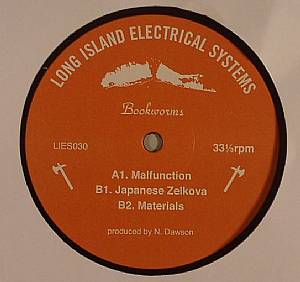 LONG ISLAND ELECTRICAL SYSTEMS
Bookworms
LIES030
33⅓rpm
A1. Malfunction
B1. Japanese Zelkova
B2. Materials
produced by N. Dawson